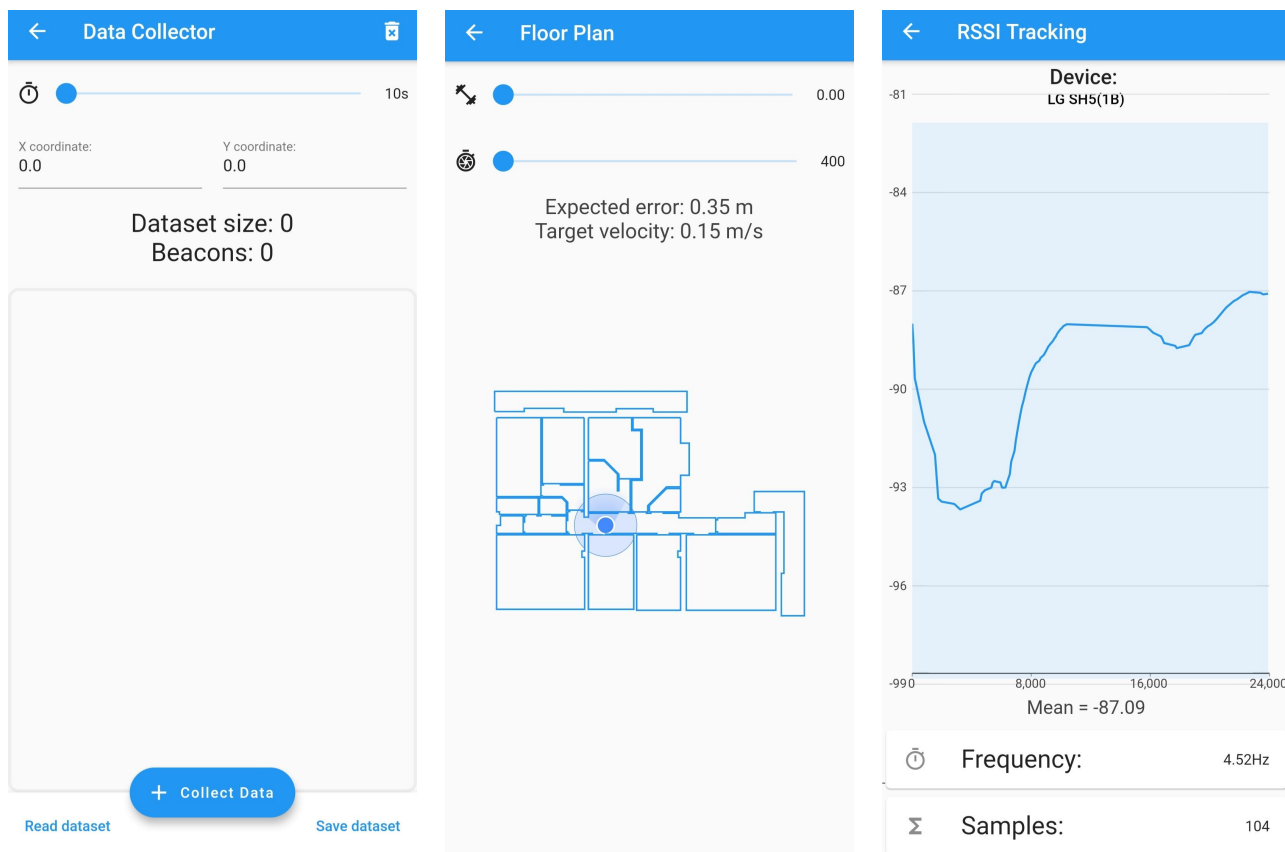 Data Collector
10s
X coordinate:
Y coordinate:
0.0
0.0
Dataset size: 0
Beacons: 0
+ Collect Data
Read dataset
Save dataset
Floor Plan
0.00
400
Expected error: 0.35 m
Target velocity: 0.15 m/s
RSSI Tracking
Device:
LG SH5(1B)
-81
-84
-87
-90
-93
-96
-99
0
8,000
16,000
24,000
Mean = -87.09
Frequency:
4.52Hz
Σ
Samples:
104